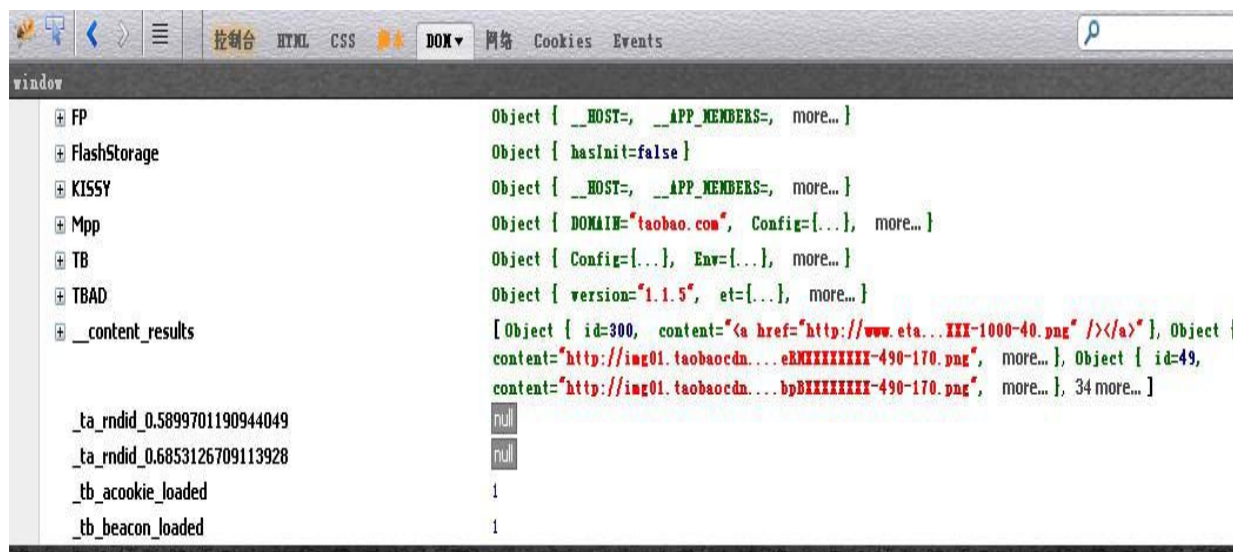 控制台 HTML CSS 脚本 DOM 网络 Cookies Events
window
FP Object { __HOST=, __APP_MEMBERS=, more... }
FlashStorage Object { hasInit=false }
KISSY Object { __HOST=, __APP_MEMBERS=, more... }
Mpp Object { DOMAIN="taobao.com", Config={...}, more... }
TB Object { Config={...}, Env={...}, more... }
TBAD Object { version="1.1.5", et={...}, more... }
__content_results [ Object { id=300, content="<a href="http://www.eta...XXX-1000-40.png" /></a>" }, Object {
content="http://img01.taobaocdn....eRMXXXXXXXX-490-170.png", more... }, Object { id=49,
content="http://img01.taobaocdn....bpBXXXXXXXX-490-170.png", more... }, 34 more... ]
_ta_rndid_0.5899701190944049 null
_ta_rndid_0.6853126709113928 null
_tb_acookie_loaded 1
_tb_beacon_loaded 1